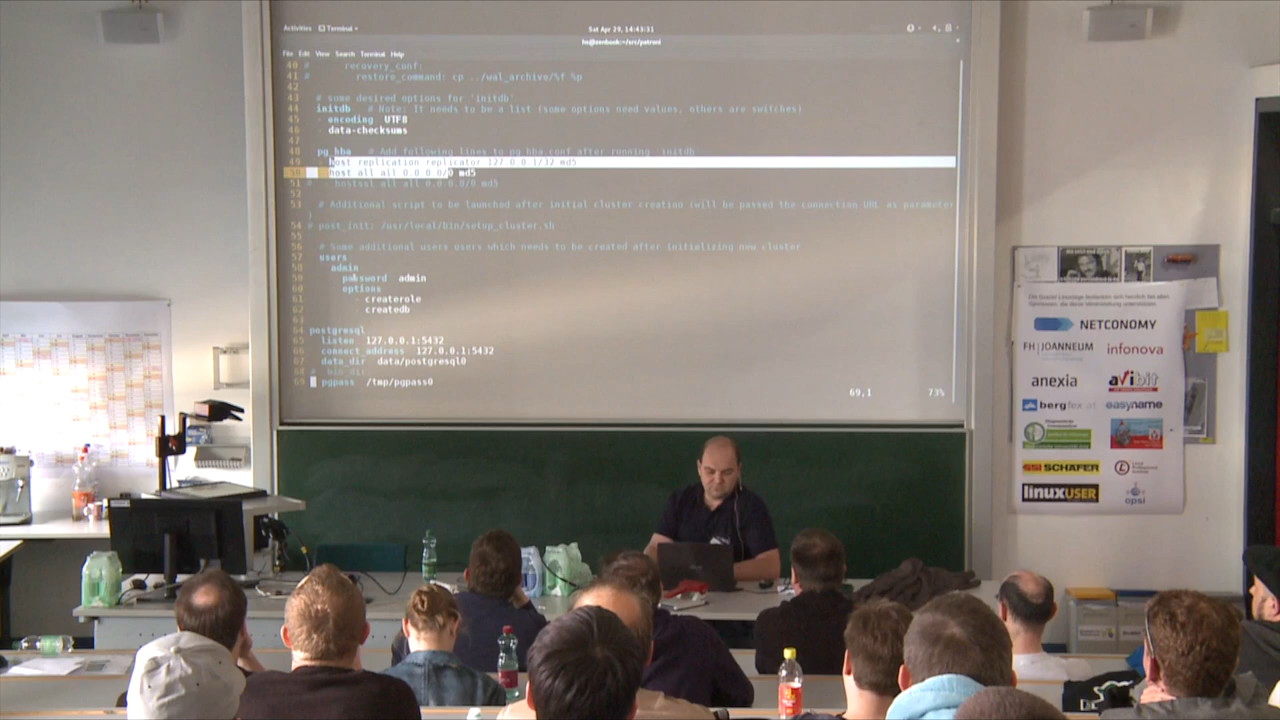 Activities Terminal
Sat Apr 29, 14:43:31
hs@zenbook:~/src/patroni
File Edit View Search Terminal Help
40 # recovery_conf:
41 # restore_command: cp ../wal_archive/%f %p
42
43 # some desired options for 'initdb'
44 initdb # Note: It needs to be a list (some options need values, others are switches)
45 - encoding UTF8
46 - data-checksums
47
48 pg_hba # Add following lines to pg_hba.conf after running 'initdb'
49 - host replication replicator 127.0.0.1/32 md5
50 - host all all 0.0.0.0/0 md5
51 # - hostssl all all 0.0.0.0/0 md5
52
53 # Additional script to be launched after initial cluster creation (will be passed the connection URL as parameter
)
54 # post_init: /usr/local/bin/setup_cluster.sh
55
56 # Some additional users users which needs to be created after initializing new cluster
57 users
58 admin
59 password admin
60 options
61 - createrole
62 - createdb
63
64 postgresql
65 listen 127.0.0.1:5432
66 connect_address 127.0.0.1:5432
67 data_dir data/postgresql0
68 # bin_dir:
69 pgpass /tmp/pgpass0
69,1 73%
NETCONOMY
FH JOANNEUM
infonova
anexia
avibit
bergfex.at
easyname
SSI SCHÄFER
LINUXUSER
opsi